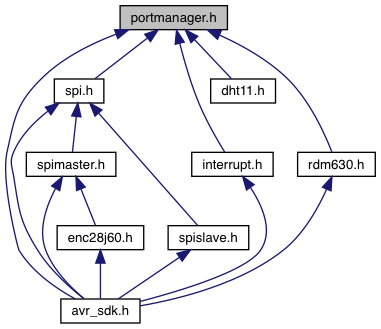 portmanager.h
spi.h
dht11.h
spimaster.h
interrupt.h
rdm630.h
enc28j60.h
spislave.h
avr_sdk.h